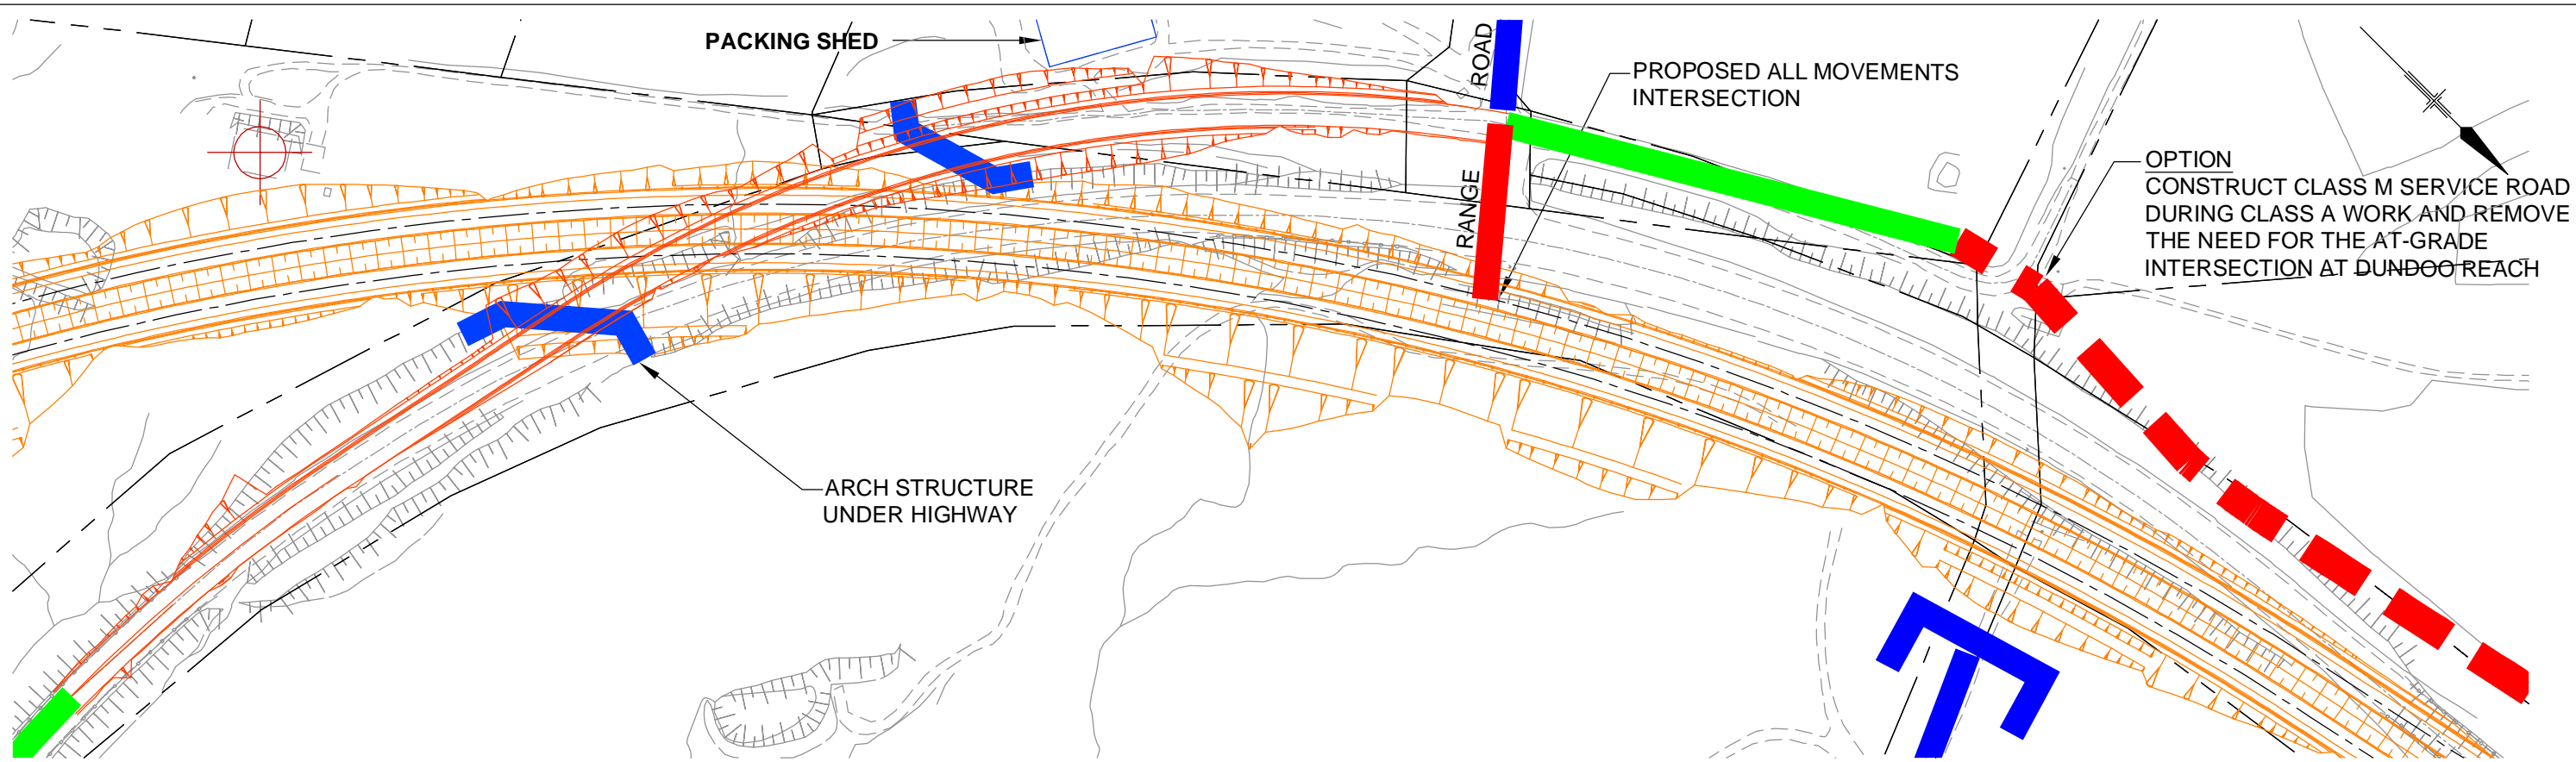 PACKING SHED
ROAD
RANGE
PROPOSED ALL MOVEMENTS
INTERSECTION
OPTION
CONSTRUCT CLASS M SERVICE ROAD
DURING CLASS A WORK AND REMOVE
THE NEED FOR THE AT-GRADE
INTERSECTION AT DUNDOO REACH
ARCH STRUCTURE
UNDER HIGHWAY